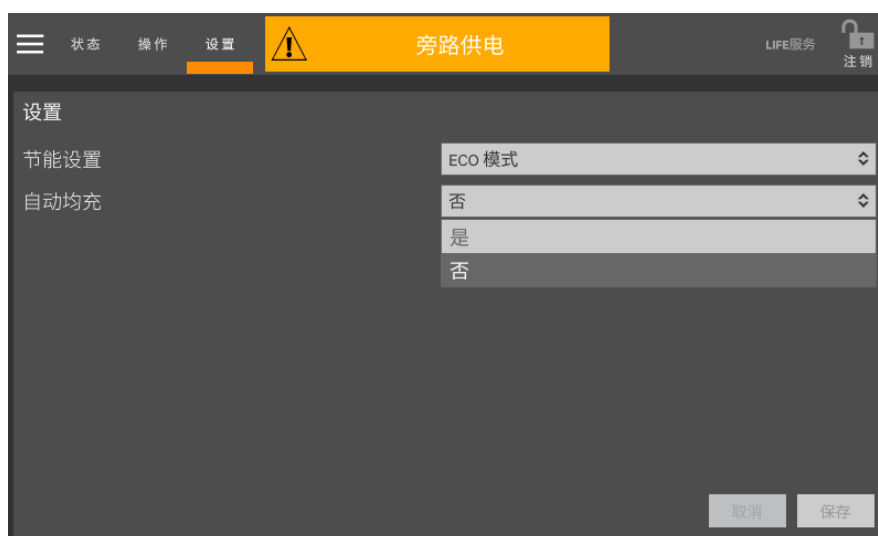 状态 操作 设置 旁路供电 LIFE服务 注销
设置
节能设置 ECO 模式
自动均充 否
是
否
取消 保存